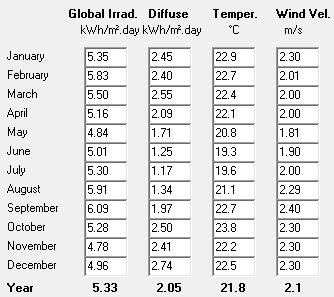 Global Irrad. Diffuse Temper. Wind Vel.
kWh/m².day kWh/m².day °C m/s
January 5.35 2.45 22.9 2.30
February 5.83 2.40 22.7 2.01
March 5.50 2.55 22.4 2.00
April 5.16 2.09 22.1 2.00
May 4.84 1.71 20.8 1.81
June 5.01 1.25 19.3 1.90
July 5.30 1.17 19.6 2.00
August 5.91 1.34 21.1 2.29
September 6.09 1.97 22.7 2.40
October 5.28 2.50 23.8 2.30
November 4.78 2.41 22.2 2.30
December 4.96 2.74 22.5 2.30
Year 5.33 2.05 21.8 2.1